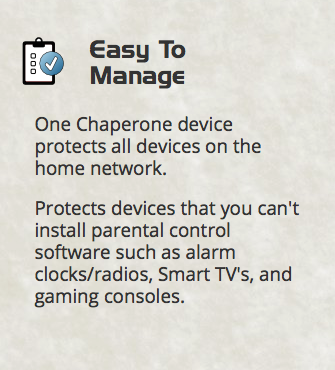 Easy To
Manage
One Chaperone device
protects all devices on the
home network.
Protects devices that you can't
install parental control
software such as alarm
clocks/radios, Smart TV's, and
gaming consoles.